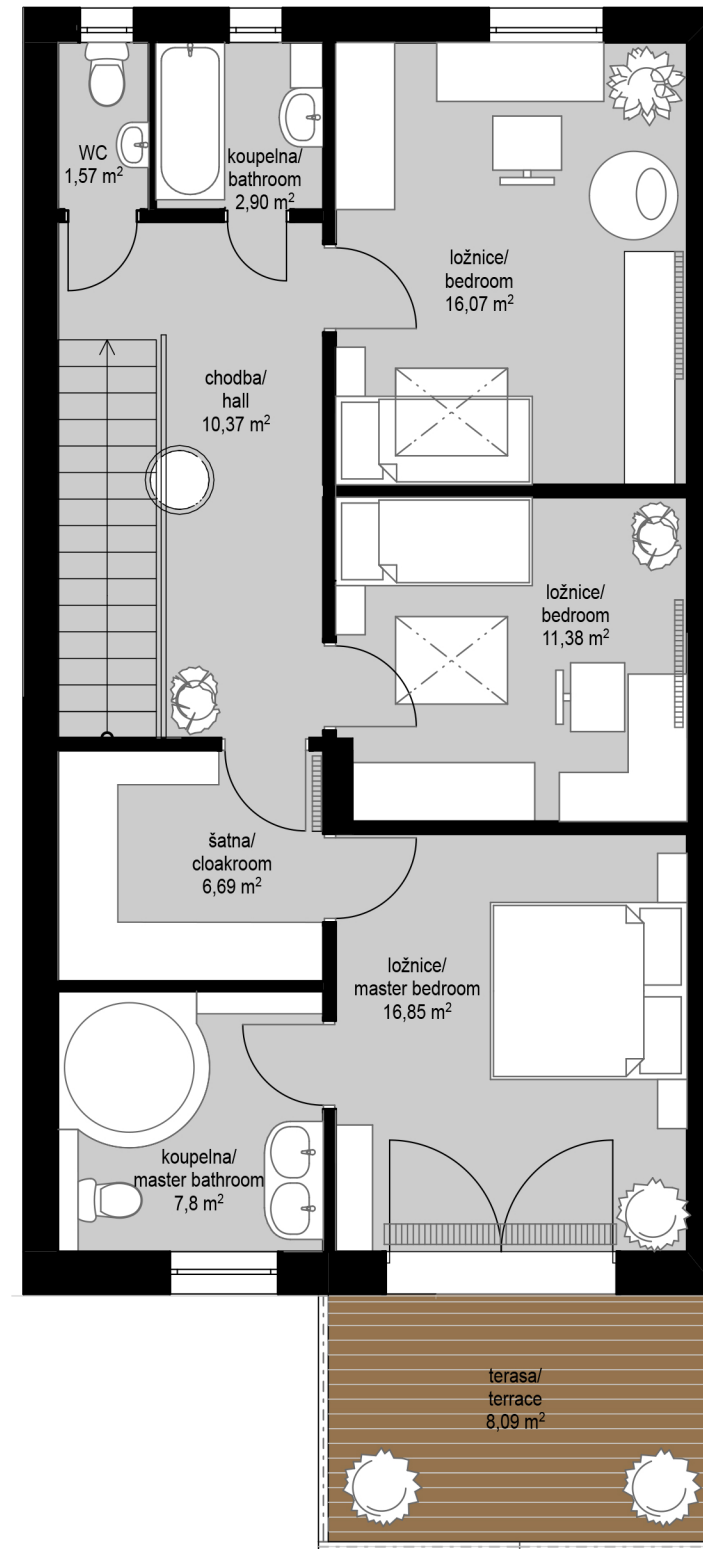 WC
1,57 m²
koupelna/
bathroom
2,90 m²
ložnice/
bedroom
16,07 m²
chodba/
hall
10,37 m²
ložnice/
bedroom
11,38 m²
šatna/
cloakroom
6,69 m²
ložnice/
master bedroom
16,85 m²
koupelna/
master bathroom
7,8 m²
terasa/
terrace
8,09 m²